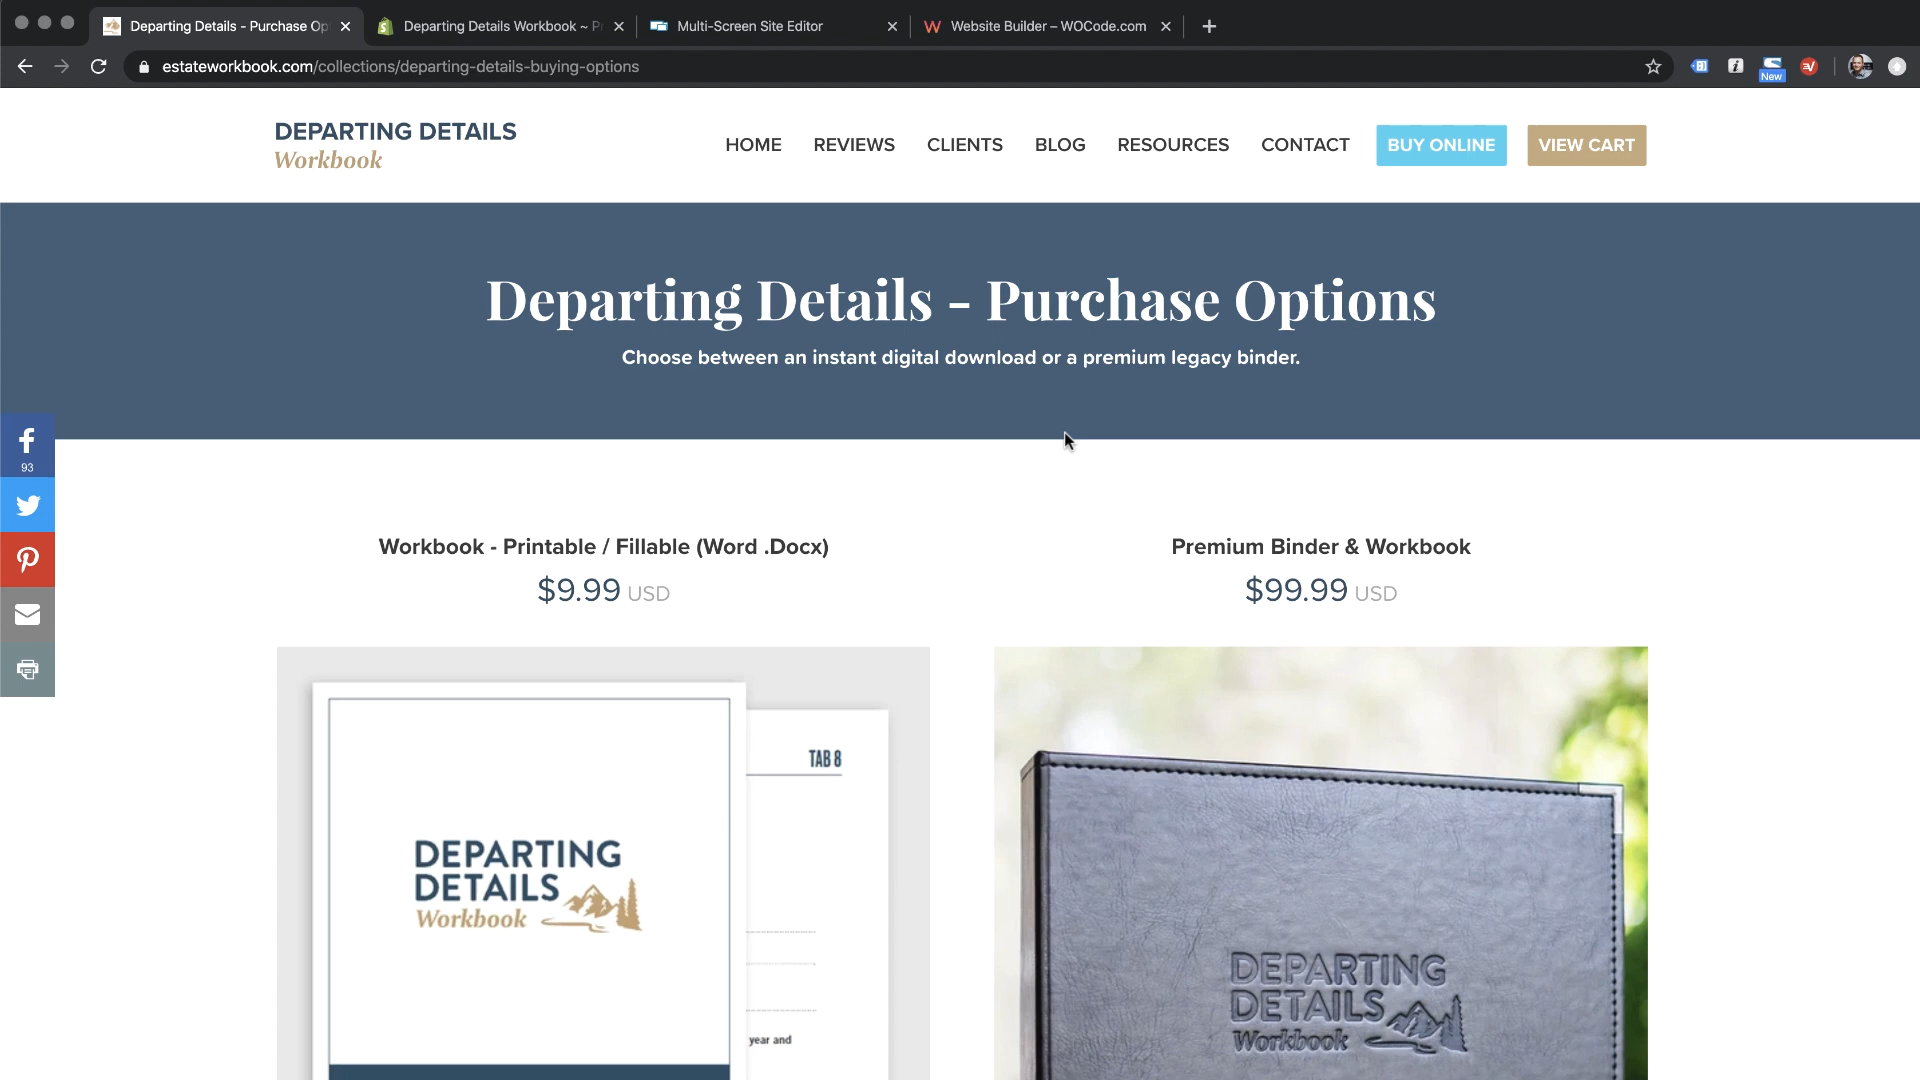 Departing Details - Purchase Op
Departing Details Workbook ~ P
Multi-Screen Site Editor
Website Builder – WOCode.com
estateworkbook.com/collections/departing-details-buying-options
New
DEPARTING DETAILS
Workbook
HOME
REVIEWS
CLIENTS
BLOG
RESOURCES
CONTACT
BUY ONLINE
VIEW CART
Departing Details - Purchase Options
Choose between an instant digital download or a premium legacy binder.
93
Workbook - Printable / Fillable (Word .Docx)
$9.99 USD
Premium Binder & Workbook
$99.99 USD
TAB 8
DEPARTING
DETAILS
Workbook
year and
DEPARTING
DETAILS
Workbook